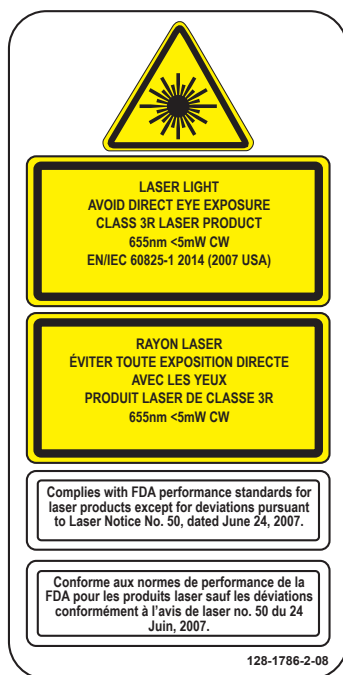 LASER LIGHT
AVOID DIRECT EYE EXPOSURE
CLASS 3R LASER PRODUCT
655nm <5mW CW
EN/IEC 60825-1 2014 (2007 USA)
RAYON LASER
ÉVITER TOUTE EXPOSITION DIRECTE
AVEC LES YEUX
PRODUIT LASER DE CLASSE 3R
655nm <5mW CW
Complies with FDA performance standards for
laser products except for deviations pursuant
to Laser Notice No. 50, dated June 24, 2007.
Conforme aux normes de performance de la
FDA pour les produits laser sauf les déviations
conformément à l'avis de laser no. 50 du 24
Juin, 2007.
128-1786-2-08